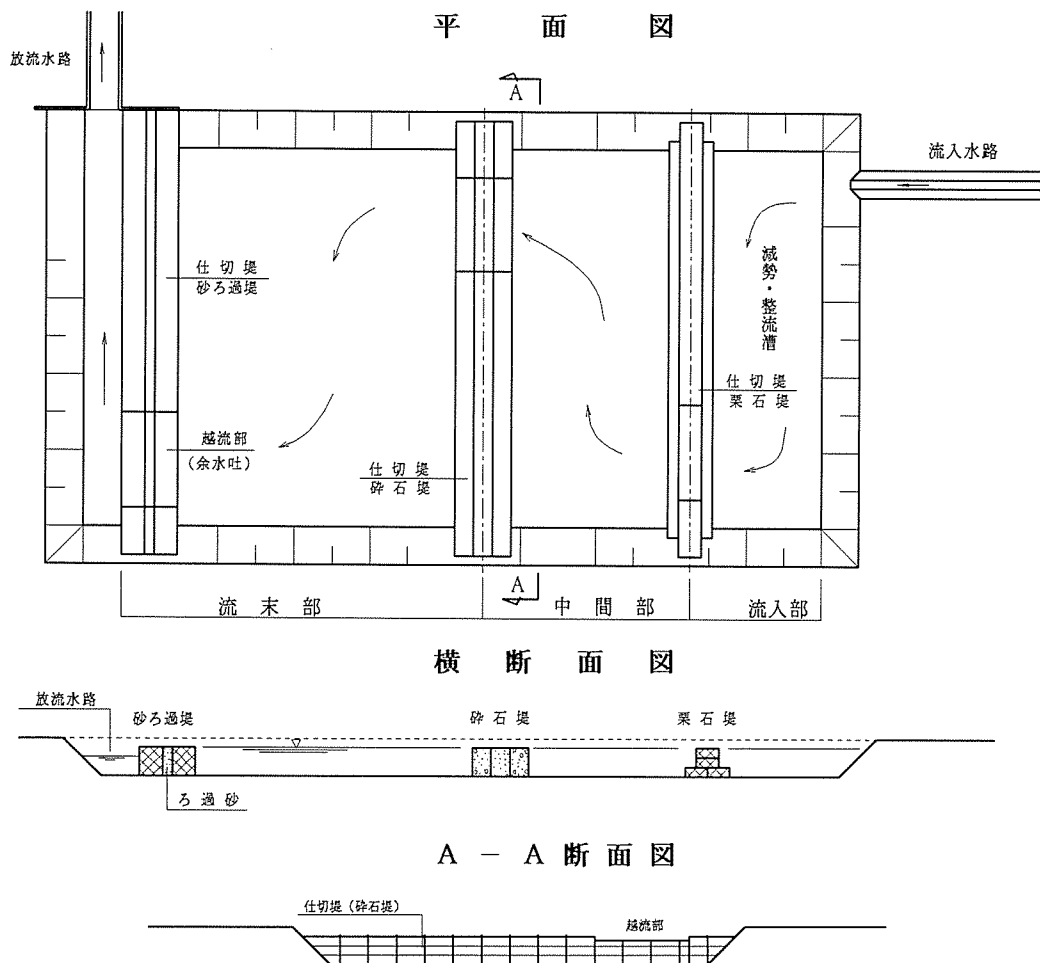 平面図
放流水路
A
流入水路
減勢・整流漕
仕切堤
砂ろ過堤
仕切堤
栗石堤
越流部
(余水吐)
仕切堤
砕石堤
A
流末部
中間部
流入部
横断面図
放流水路
砂ろ過堤
砕石堤
栗石堤
ろ過砂
A－A断面図
仕切堤(砕石堤)
越流部